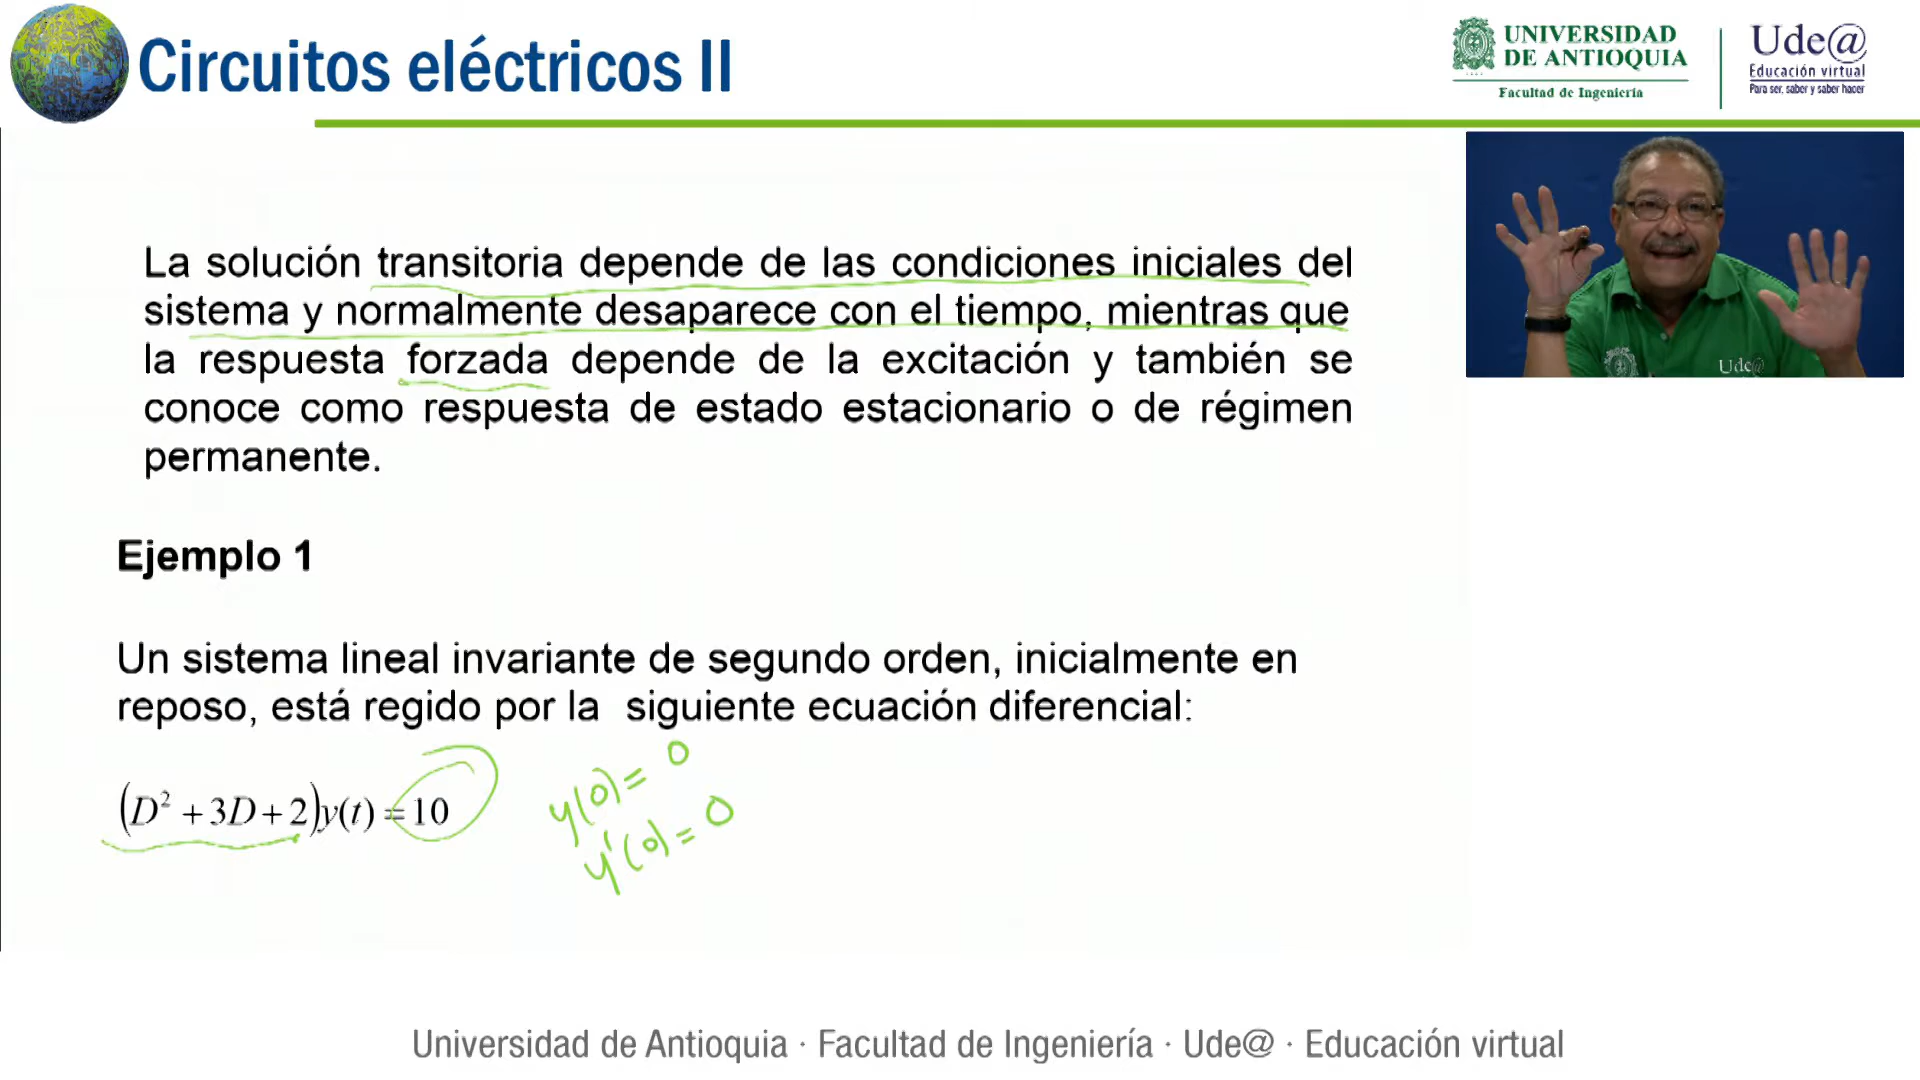 Circuitos eléctricos II
UNIVERSIDAD
DE ANTIOQUIA
Facultad de Ingeniería
Ude@
Educación virtual
Para ser, saber y saber hacer
La solución transitoria depende de las condiciones iniciales del
sistema y normalmente desaparece con el tiempo, mientras que
la respuesta forzada depende de la excitación y también se
conoce como respuesta de estado estacionario o de régimen
permanente.
Ude@
Ejemplo 1
Un sistema lineal invariante de segundo orden, inicialmente en
reposo, está regido por la siguiente ecuación diferencial:
(D² + 3D + 2)y(t) = 10
y(0) = 0
y'(0) = 0
Universidad de Antioquia · Facultad de Ingeniería · Ude@ · Educación virtual